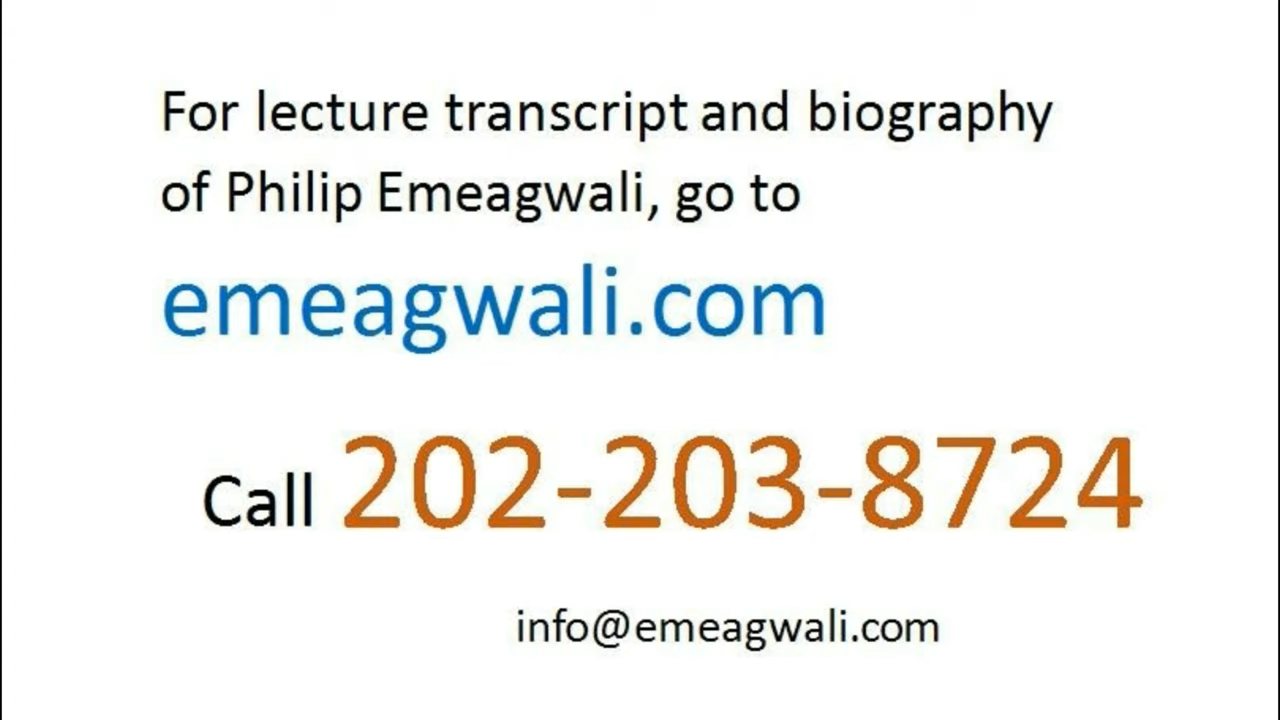 For lecture transcript and biography
of Philip Emeagwali, go to
emeagwali.com
Call 202-203-8724
info@emeagwali.com